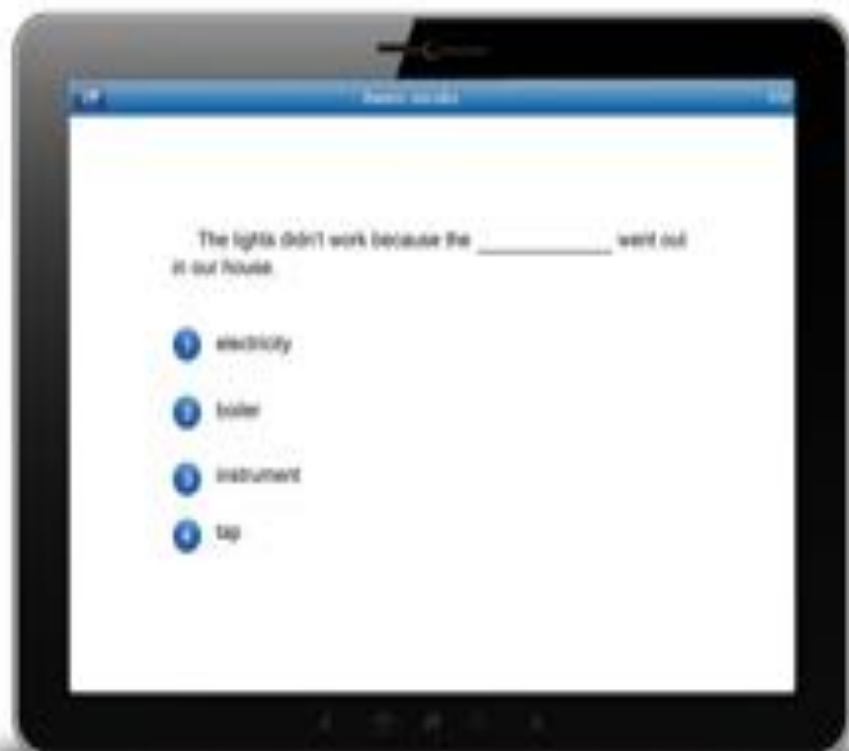 The lights didn't work because the ____________ went out
in our house.
1 electricity
2 boiler
3 instrument
4 tap